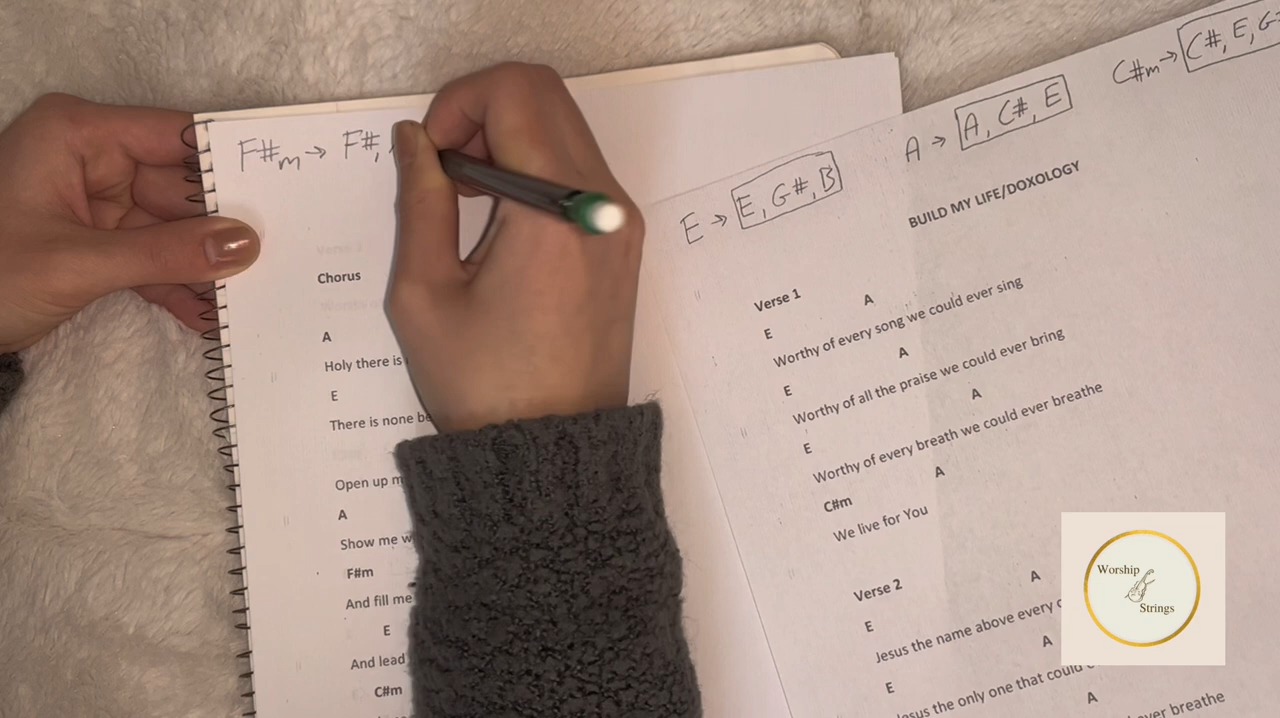 F#m → F#,
Chorus
A
Holy there is
E
There is none be
Open up m
A
Show me w
F#m
And fill me
E
And lead
C#m
C#m → C#, E, G
A → A, C#, E
E → E, G#, B
BUILD MY LIFE/DOXOLOGY
Verse 1
E A
Worthy of every song we could ever sing
E A
Worthy of all the praise we could ever bring
E A
Worthy of every breath we could ever breathe
C#m A
We live for You
Verse 2
E A
Jesus the name above every
E A
Jesus the only one that could
A
ever breathe
Worship
Strings